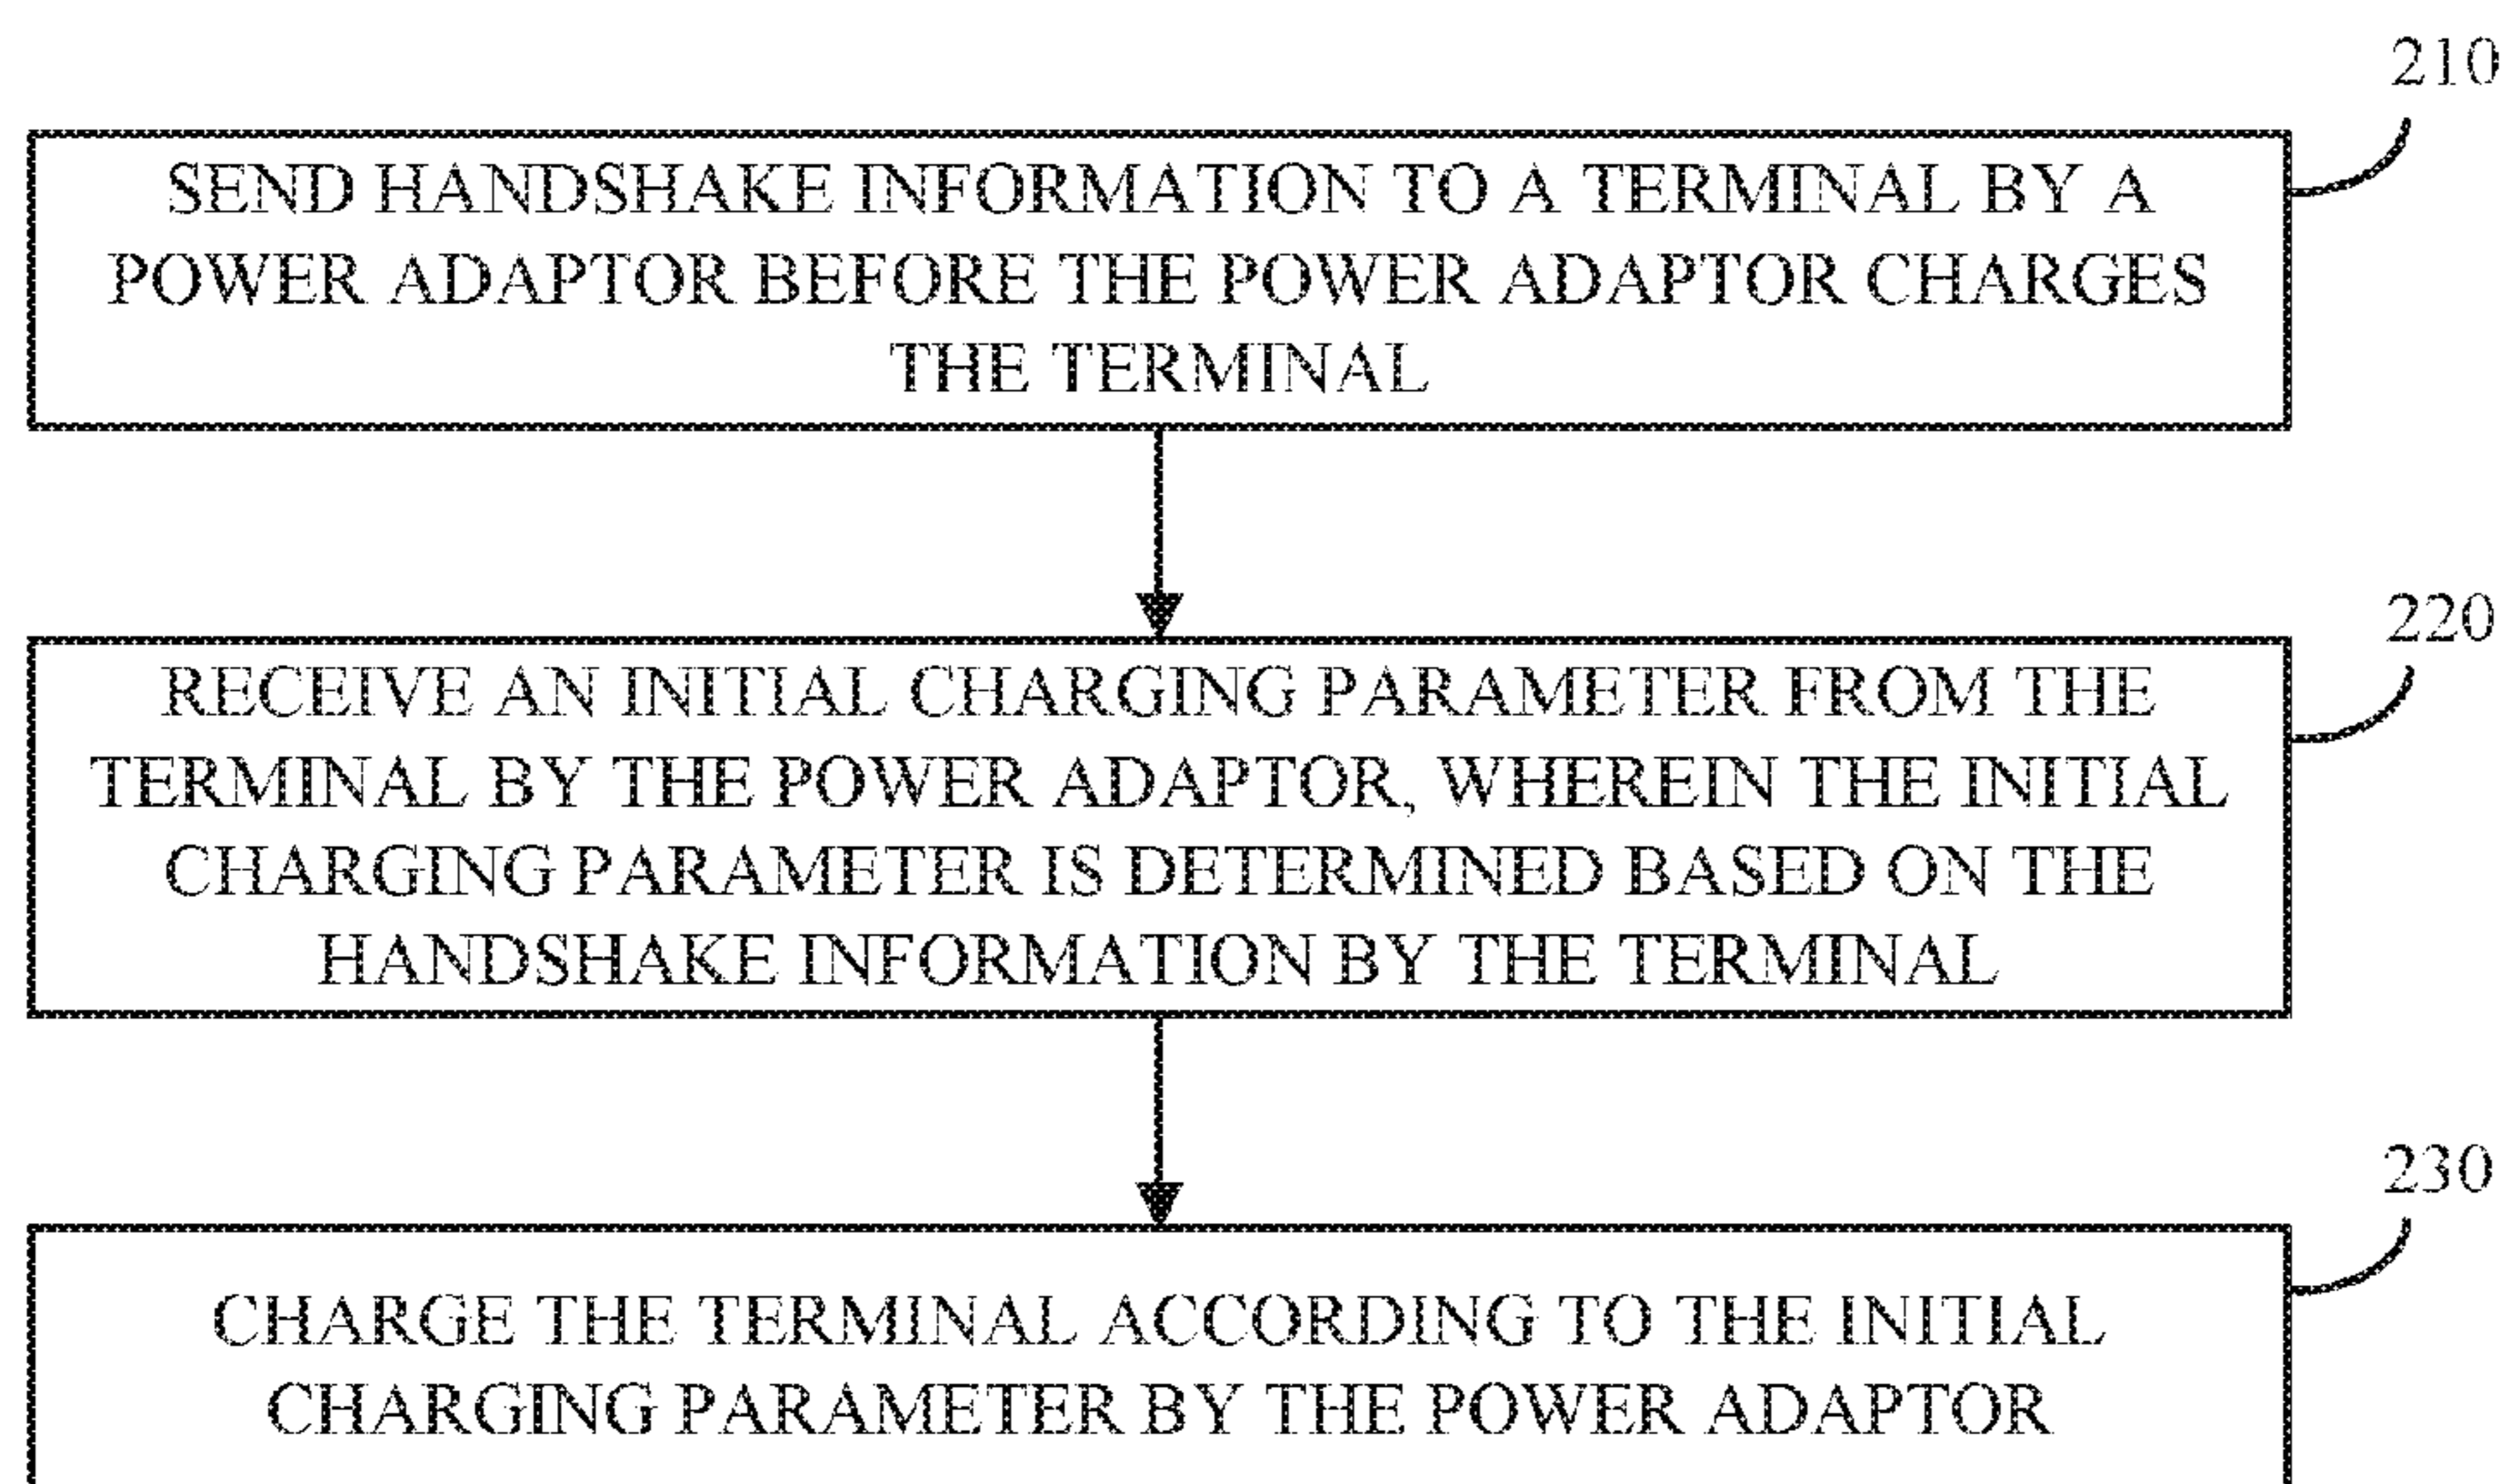 210
SEND HANDSHAKE INFORMATION TO A TERMINAL BY A
POWER ADAPTOR BEFORE THE POWER ADAPTOR CHARGES
THE TERMINAL
220
RECEIVE AN INITIAL CHARGING PARAMETER FROM THE
TERMINAL BY THE POWER ADAPTOR, WHEREIN THE INITIAL
CHARGING PARAMETER IS DETERMINED BASED ON THE
HANDSHAKE INFORMATION BY THE TERMINAL
230
CHARGE THE TERMINAL ACCORDING TO THE INITIAL
CHARGING PARAMETER BY THE POWER ADAPTOR